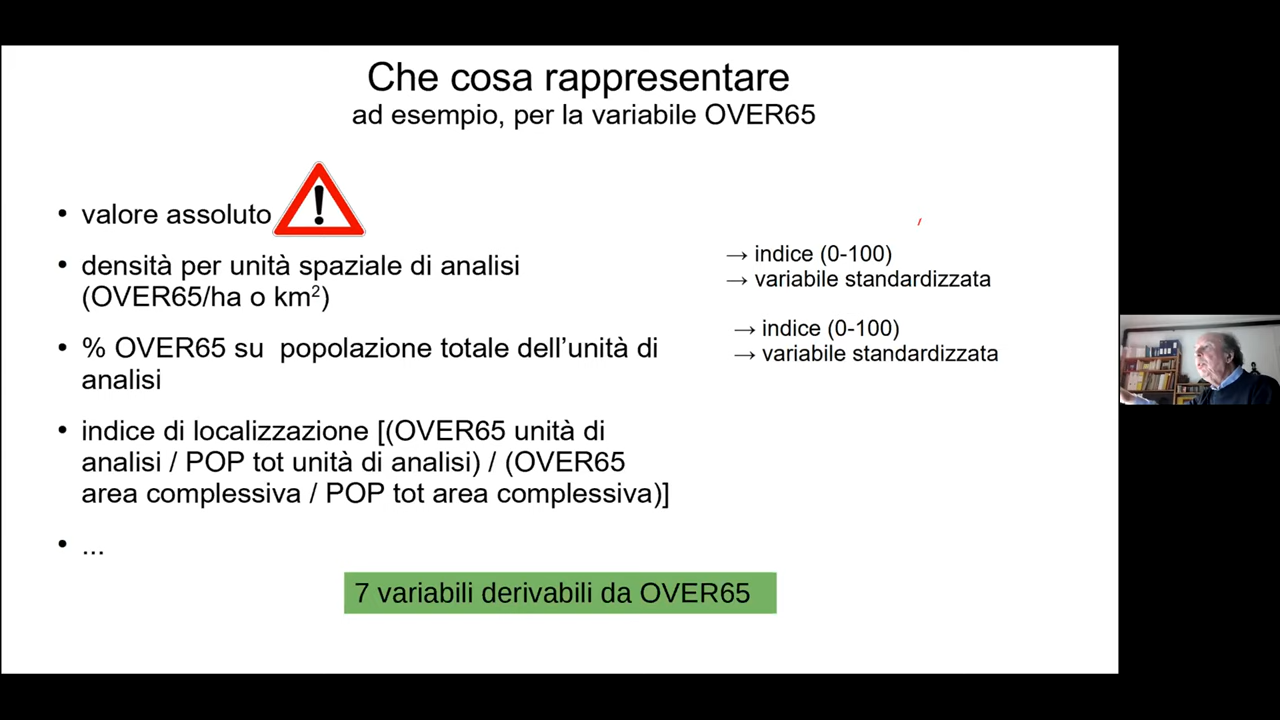 Che cosa rappresentare
ad esempio, per la variabile OVER65
• valore assoluto
!
• densità per unità spaziale di analisi
(OVER65/ha o km²)
→ indice (0-100)
→ variabile standardizzata
• % OVER65 su  popolazione totale dell’unità di
analisi
→ indice (0-100)
→ variabile standardizzata
• indice di localizzazione [(OVER65 unità di
analisi / POP tot unità di analisi) / (OVER65
area complessiva / POP tot area complessiva)]
• ...
7 variabili derivabili da OVER65